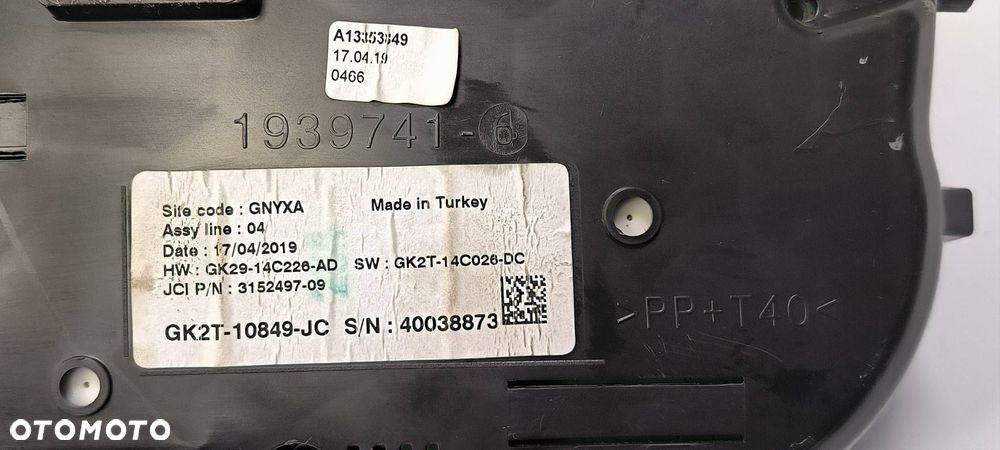 A13353849
17.04.19
0466
1939741-6
Site code : GNYXA Made in Turkey
Assy line : 04
Date : 17/04/2019
HW : GK29-14C226-AD SW : GK2T-14C026-DC
JCI P/N : 3152497-09
GK2T-10849-JC S/N : 40038873
>PP+T40<
OTOMOTO